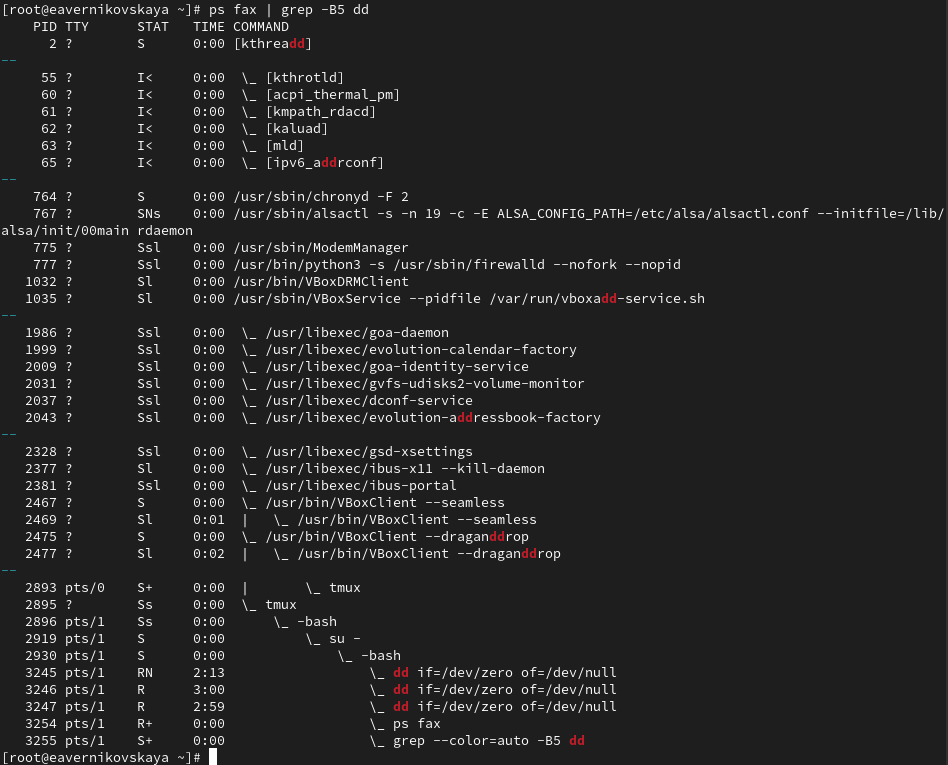 [root@eavernikovskaya ~]# ps fax | grep -B5 dd
    PID TTY      STAT   TIME COMMAND
      2 ?        S      0:00 [kthreadd]
--
     55 ?        I<     0:00  \_ [kthrotld]
     60 ?        I<     0:00  \_ [acpi_thermal_pm]
     61 ?        I<     0:00  \_ [kmpath_rdacd]
     62 ?        I<     0:00  \_ [kaluad]
     63 ?        I<     0:00  \_ [mld]
     65 ?        I<     0:00  \_ [ipv6_addrconf]
--
    764 ?        S      0:00 /usr/sbin/chronyd -F 2
    767 ?        SNs    0:00 /usr/sbin/alsactl -s -n 19 -c -E ALSA_CONFIG_PATH=/etc/alsa/alsactl.conf --initfile=/lib/
alsa/init/00main rdaemon
    775 ?        Ssl    0:00 /usr/sbin/ModemManager
    777 ?        Ssl    0:00 /usr/bin/python3 -s /usr/sbin/firewalld --nofork --nopid
   1032 ?        Sl     0:00 /usr/bin/VBoxDRMClient
   1035 ?        Sl     0:00 /usr/sbin/VBoxService --pidfile /var/run/vboxadd-service.sh
--
   1986 ?        Ssl    0:00  \_ /usr/libexec/goa-daemon
   1999 ?        Ssl    0:00  \_ /usr/libexec/evolution-calendar-factory
   2009 ?        Ssl    0:00  \_ /usr/libexec/goa-identity-service
   2031 ?        Ssl    0:00  \_ /usr/libexec/gvfs-udisks2-volume-monitor
   2037 ?        Ssl    0:00  \_ /usr/libexec/dconf-service
   2043 ?        Ssl    0:00  \_ /usr/libexec/evolution-addressbook-factory
--
   2328 ?        Ssl    0:00  \_ /usr/libexec/gsd-xsettings
   2377 ?        Sl     0:00  \_ /usr/libexec/ibus-x11 --kill-daemon
   2381 ?        Ssl    0:00  \_ /usr/libexec/ibus-portal
   2467 ?        S      0:00  \_ /usr/bin/VBoxClient --seamless
   2469 ?        Sl     0:01  |   \_ /usr/bin/VBoxClient --seamless
   2475 ?        S      0:00  \_ /usr/bin/VBoxClient --draganddrop
   2477 ?        Sl     0:02  |   \_ /usr/bin/VBoxClient --draganddrop
--
   2893 pts/0    S+     0:00  |       \_ tmux
   2895 ?        Ss     0:00  \_ tmux
   2896 pts/1    Ss     0:00      \_ -bash
   2919 pts/1    S      0:00          \_ su -
   2930 pts/1    S      0:00              \_ -bash
   3245 pts/1    RN     2:13                  \_ dd if=/dev/zero of=/dev/null
   3246 pts/1    R      3:00                  \_ dd if=/dev/zero of=/dev/null
   3247 pts/1    R      2:59                  \_ dd if=/dev/zero of=/dev/null
   3254 pts/1    R+     0:00                  \_ ps fax
   3255 pts/1    S+     0:00                  \_ grep --color=auto -B5 dd
[root@eavernikovskaya ~]#